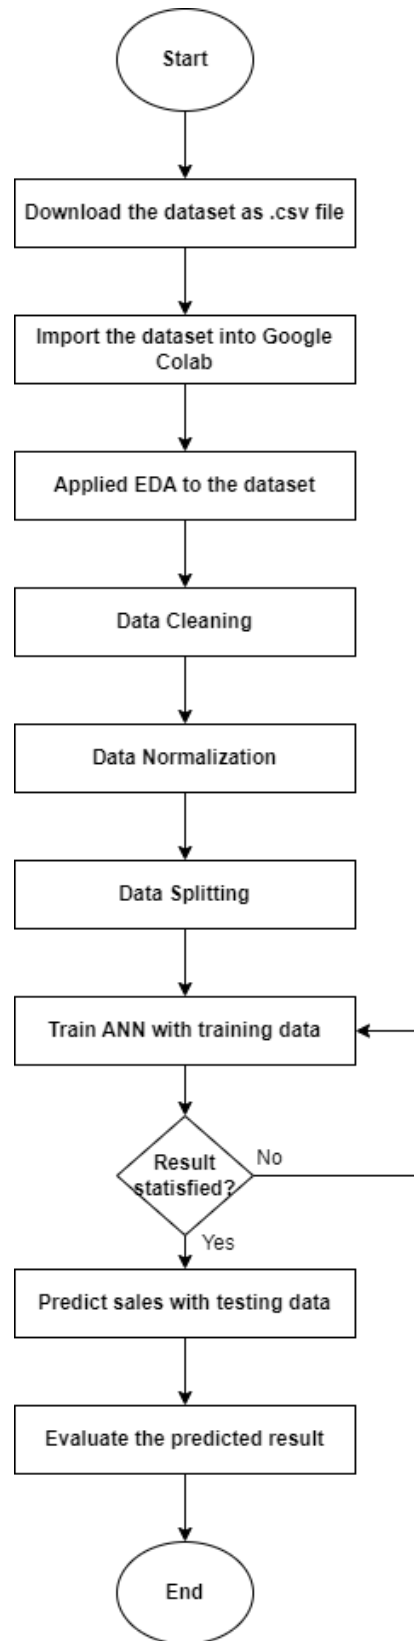 Start
Download the dataset as .csv file
Import the dataset into Google
Colab
Applied EDA to the dataset
Data Cleaning
Data Normalization
Data Splitting
Train ANN with training data
Result
statisfied?
No
Yes
Predict sales with testing data
Evaluate the predicted result
End